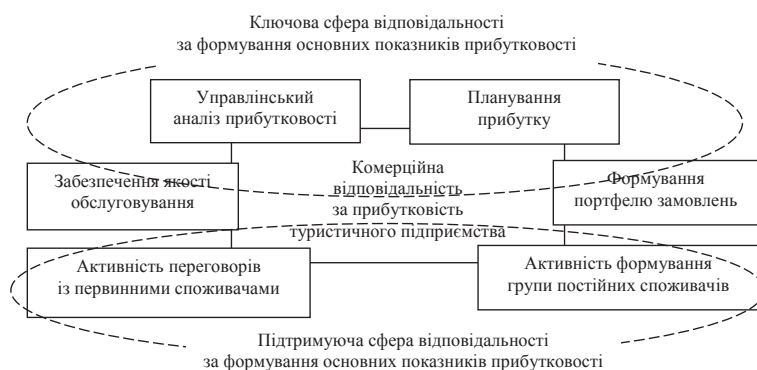 Ключова сфера відповідальності
за формування основних показників прибутковості
Управлінський
аналіз прибутковості
Планування
прибутку
Забезпечення якості
обслуговування
Комерційна
відповідальність
за прибутковість
туристичного підприємства
Формування
портфелю замовлень
Активність переговорів
із первинними споживачами
Активність формування
групи постійних споживачів
Підтримуюча сфера відповідальності
за формування основних показників прибутковості